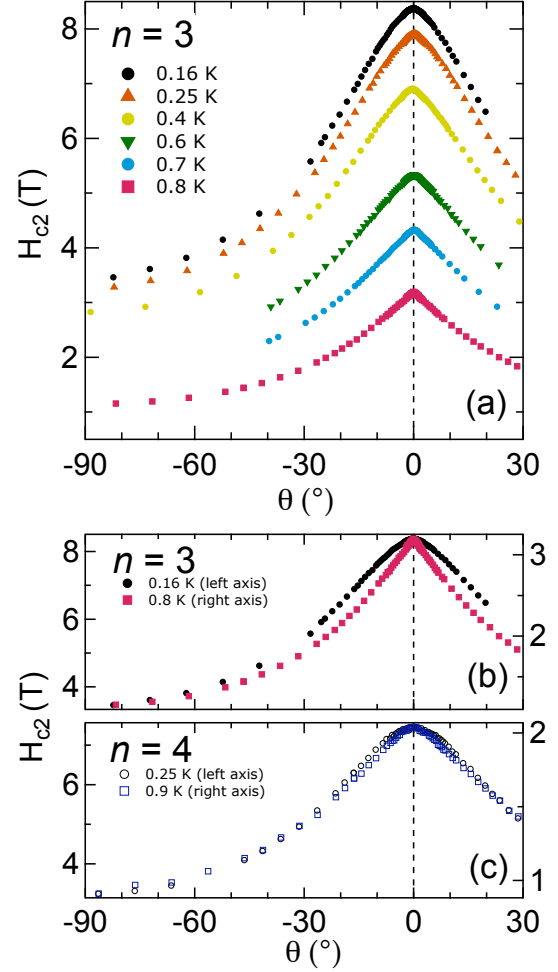 n = 3
0.16 K
0.25 K
0.4 K
0.6 K
0.7 K
0.8 K
H_c2 (T)
8
6
4
2
(a)
-90 -60 -30 0 30
θ (°)
n = 3
0.16 K (left axis)
0.8 K (right axis)
8
6
4
3
2
(b)
H_c2 (T)
n = 4
0.25 K (left axis)
0.9 K (right axis)
6
4
2
1
(c)
-90 -60 -30 0 30
θ (°)